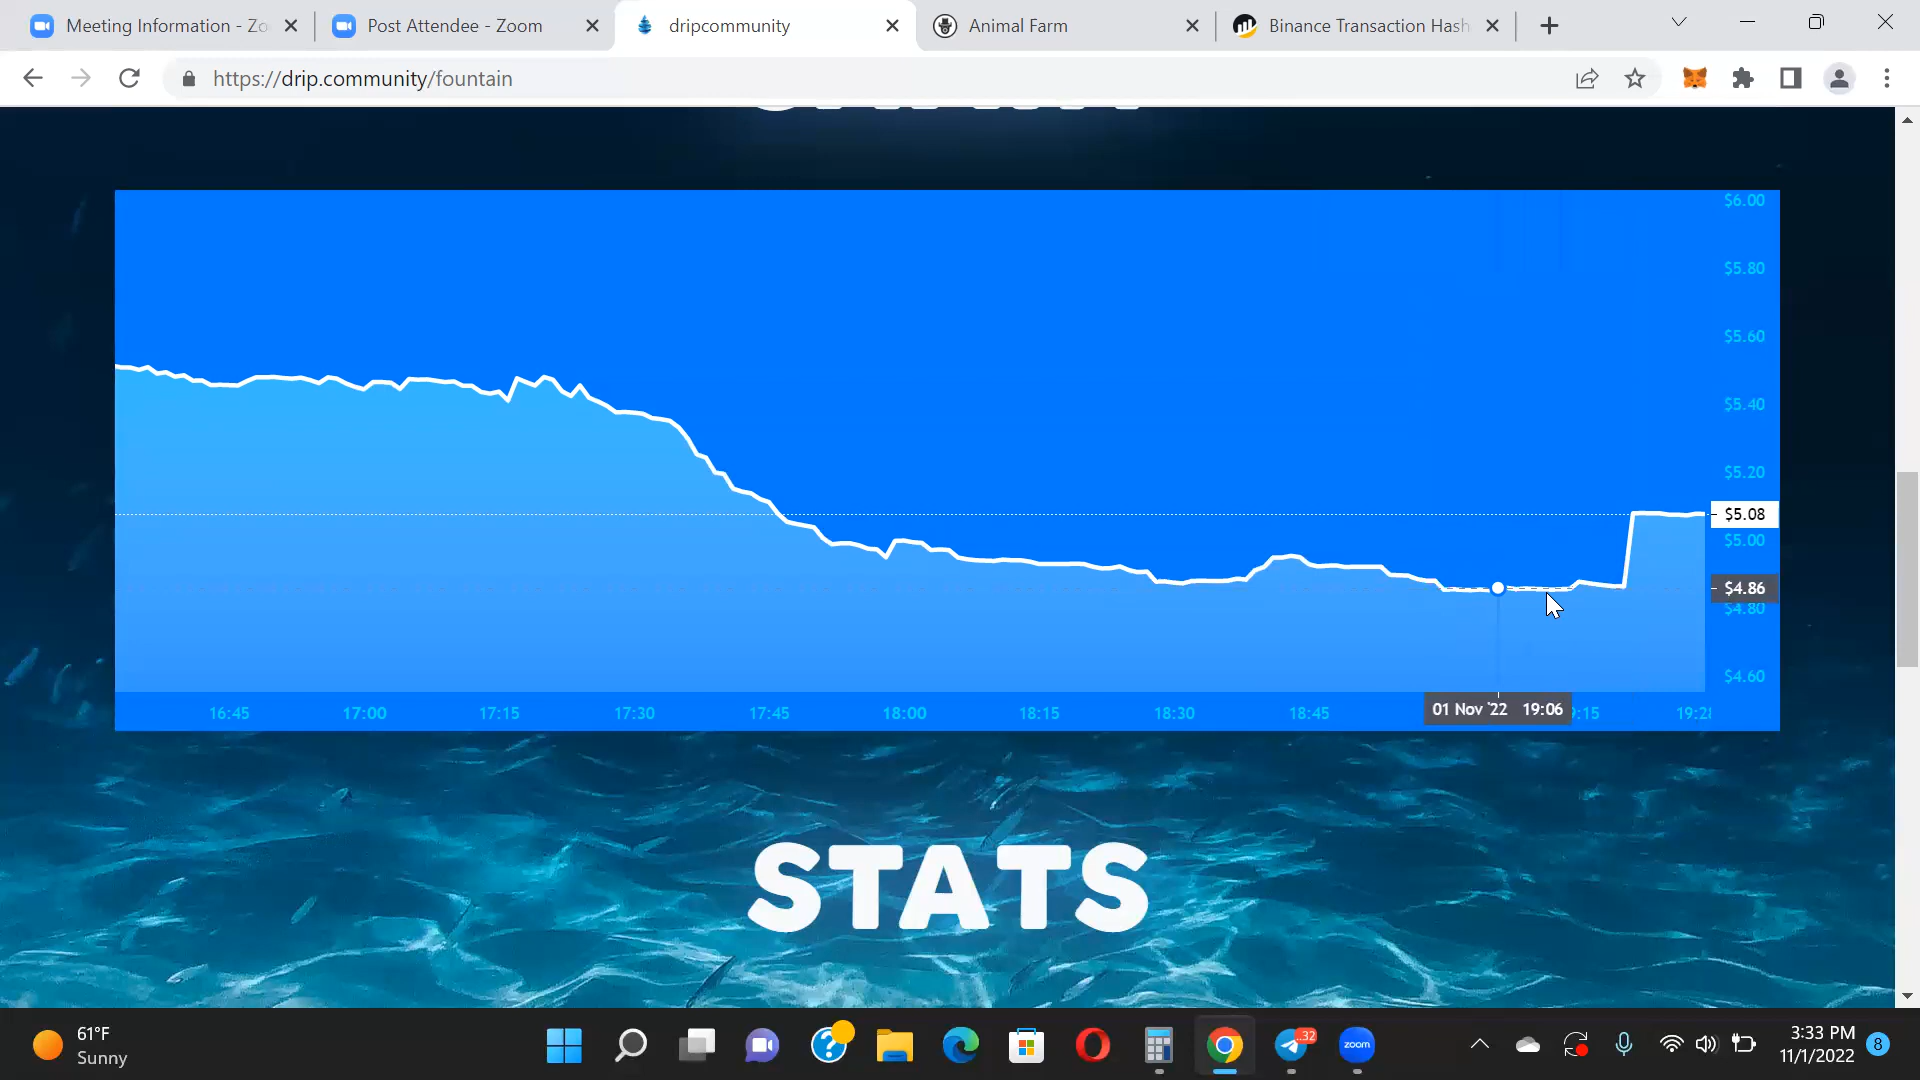 Meeting Information - Zo
Post Attendee - Zoom
dripcommunity
Animal Farm
Binance Transaction Hash
https://drip.community/fountain
$6.00
$5.80
$5.60
$5.40
$5.20
$5.08
$5.00
$4.86
$4.80
$4.60
16:45
17:00
17:15
17:30
17:45
18:00
18:15
18:30
18:45
01 Nov '22 19:06
9:15
19:28
STATS
61°F
Sunny
32
zoom
3:33 PM
11/1/2022
8